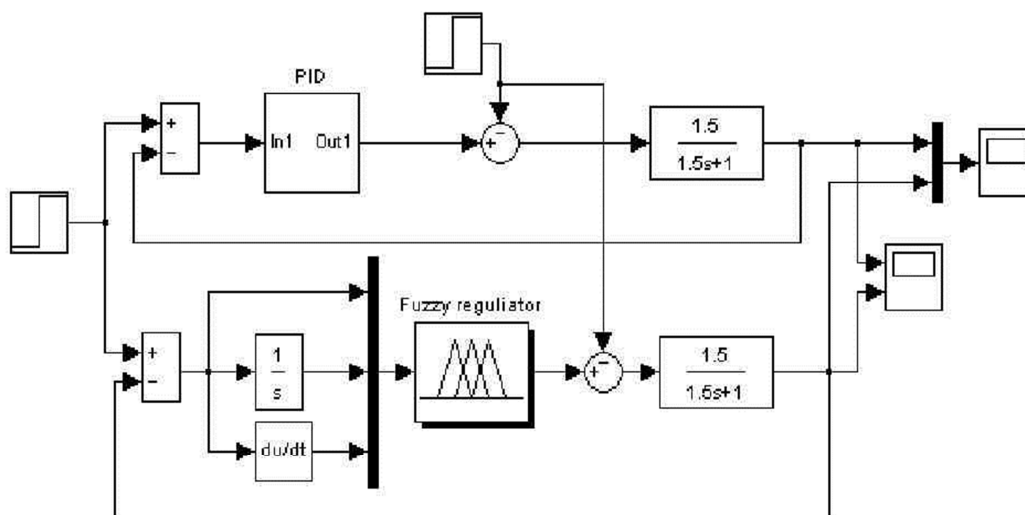 PID
+
−
In1 Out1
−
+
1.5
1.5s+1
Fuzzy reguliator
+
−
1
s
du/dt
−
+
1.5
1.5s+1